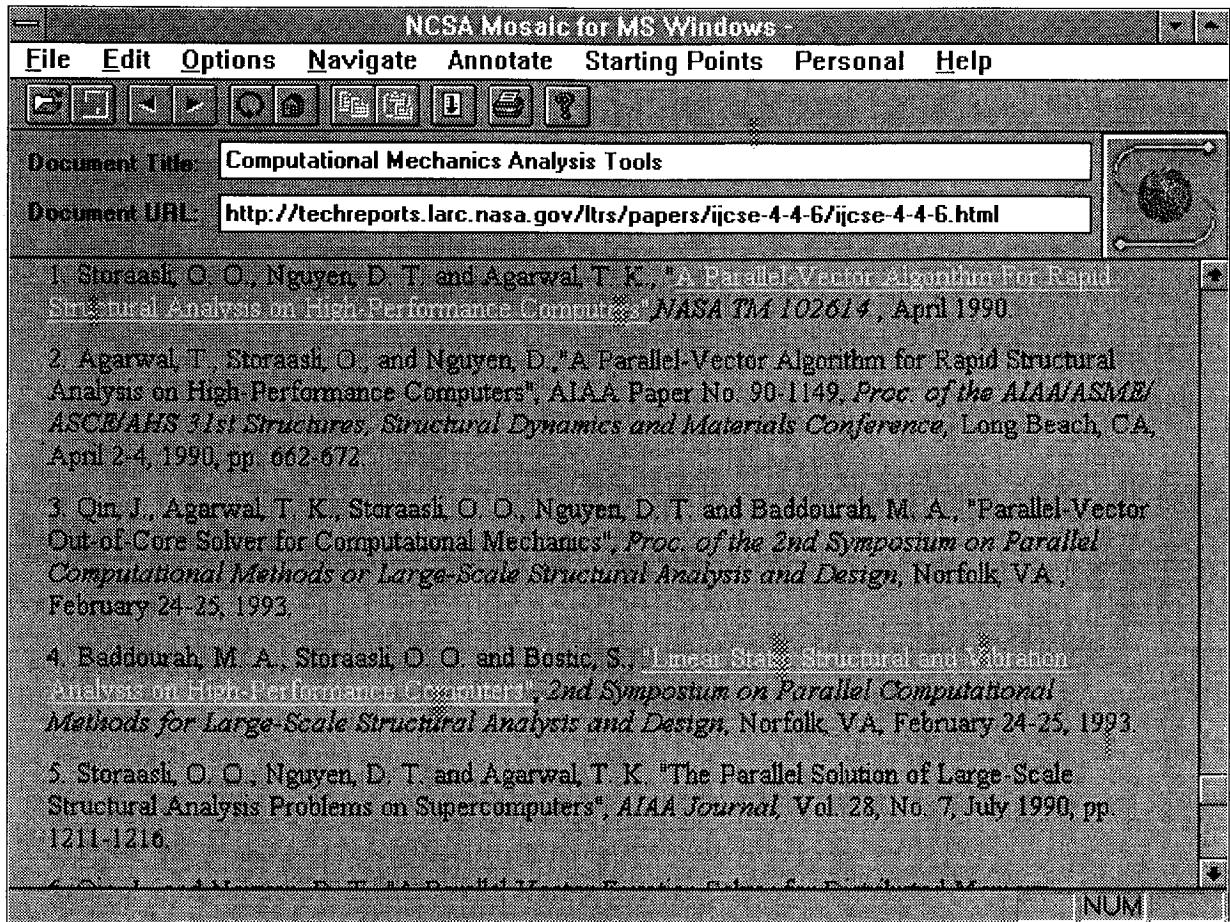 NCSA Mosaic for MS Windows -
File Edit Options Navigate Annotate Starting Points Personal Help
Document Title: Computational Mechanics Analysis Tools
Document URL: http://techreports.larc.nasa.gov/ltrs/papers/ijcse-4-4-6/ijcse-4-4-6.html
1. Storaasli, O. O., Nguyen, D. T. and Agarwal, T. K., "A Parallel-Vector Algorithm For Rapid
Structural Analysis on High-Performance Computers" NASA TM 102614 , April 1990.
2. Agarwal, T., Storaasli, O., and Nguyen, D.,"A Parallel-Vector Algorithm for Rapid Structural
Analysis on High-Performance Computers", AIAA Paper No. 90-1149, Proc. of the AIAA/ASME/
ASCE/AHS 31st Structures, Structural Dynamics and Materials Conference, Long Beach, CA,
April 2-4, 1990, pp. 662-672.
3. Qin, J., Agarwal, T. K., Storaasli, O. O., Nguyen, D. T. and Baddourah, M. A., "Parallel-Vector
Out-of-Core Solver for Computational Mechanics", Proc. of the 2nd Symposium on Parallel
Computational Methods or Large-Scale Structural Analysis and Design, Norfolk, VA ,
February 24-25, 1993.
4. Baddourah, M. A., Storaasli, O. O. and Bostic, S., "Linear Static Structural and Vibration
Analysis on High-Performance Computers", 2nd Symposium on Parallel Computational
Methods for Large-Scale Structural Analysis and Design, Norfolk, VA, February 24-25, 1993.
5. Storaasli, O. O., Nguyen, D. T. and Agarwal, T. K. "The Parallel Solution of Large-Scale
Structural Analysis Problems on Supercomputers", AIAA Journal, Vol. 28, No. 7, July 1990, pp.
1211-1216.
NUM